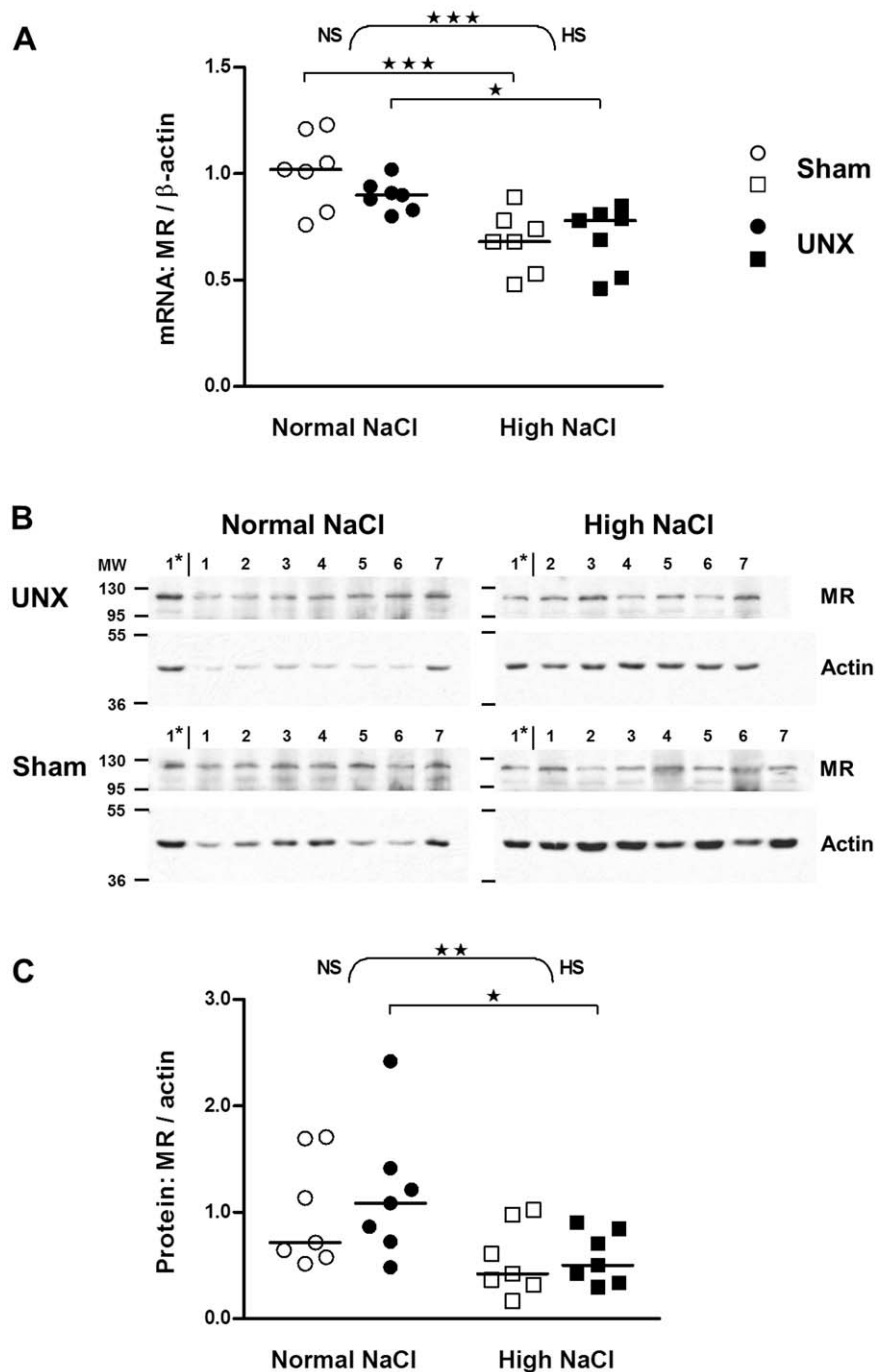 A
NS ★★★ HS
★★★
★
mRNA: MR / β-actin
1.5
1.0
0.5
0.0
Normal NaCl High NaCl
Sham
UNX
B
Normal NaCl High NaCl
MW 1* 1 2 3 4 5 6 7 1* 2 3 4 5 6 7
UNX 130 95 MR
55 36 Actin
1* 1 2 3 4 5 6 7 1* 1 2 3 4 5 6 7
Sham 130 95 MR
55 36 Actin
C
NS ★★ HS
★
Protein: MR / actin
3.0
2.0
1.0
0.0
Normal NaCl High NaCl